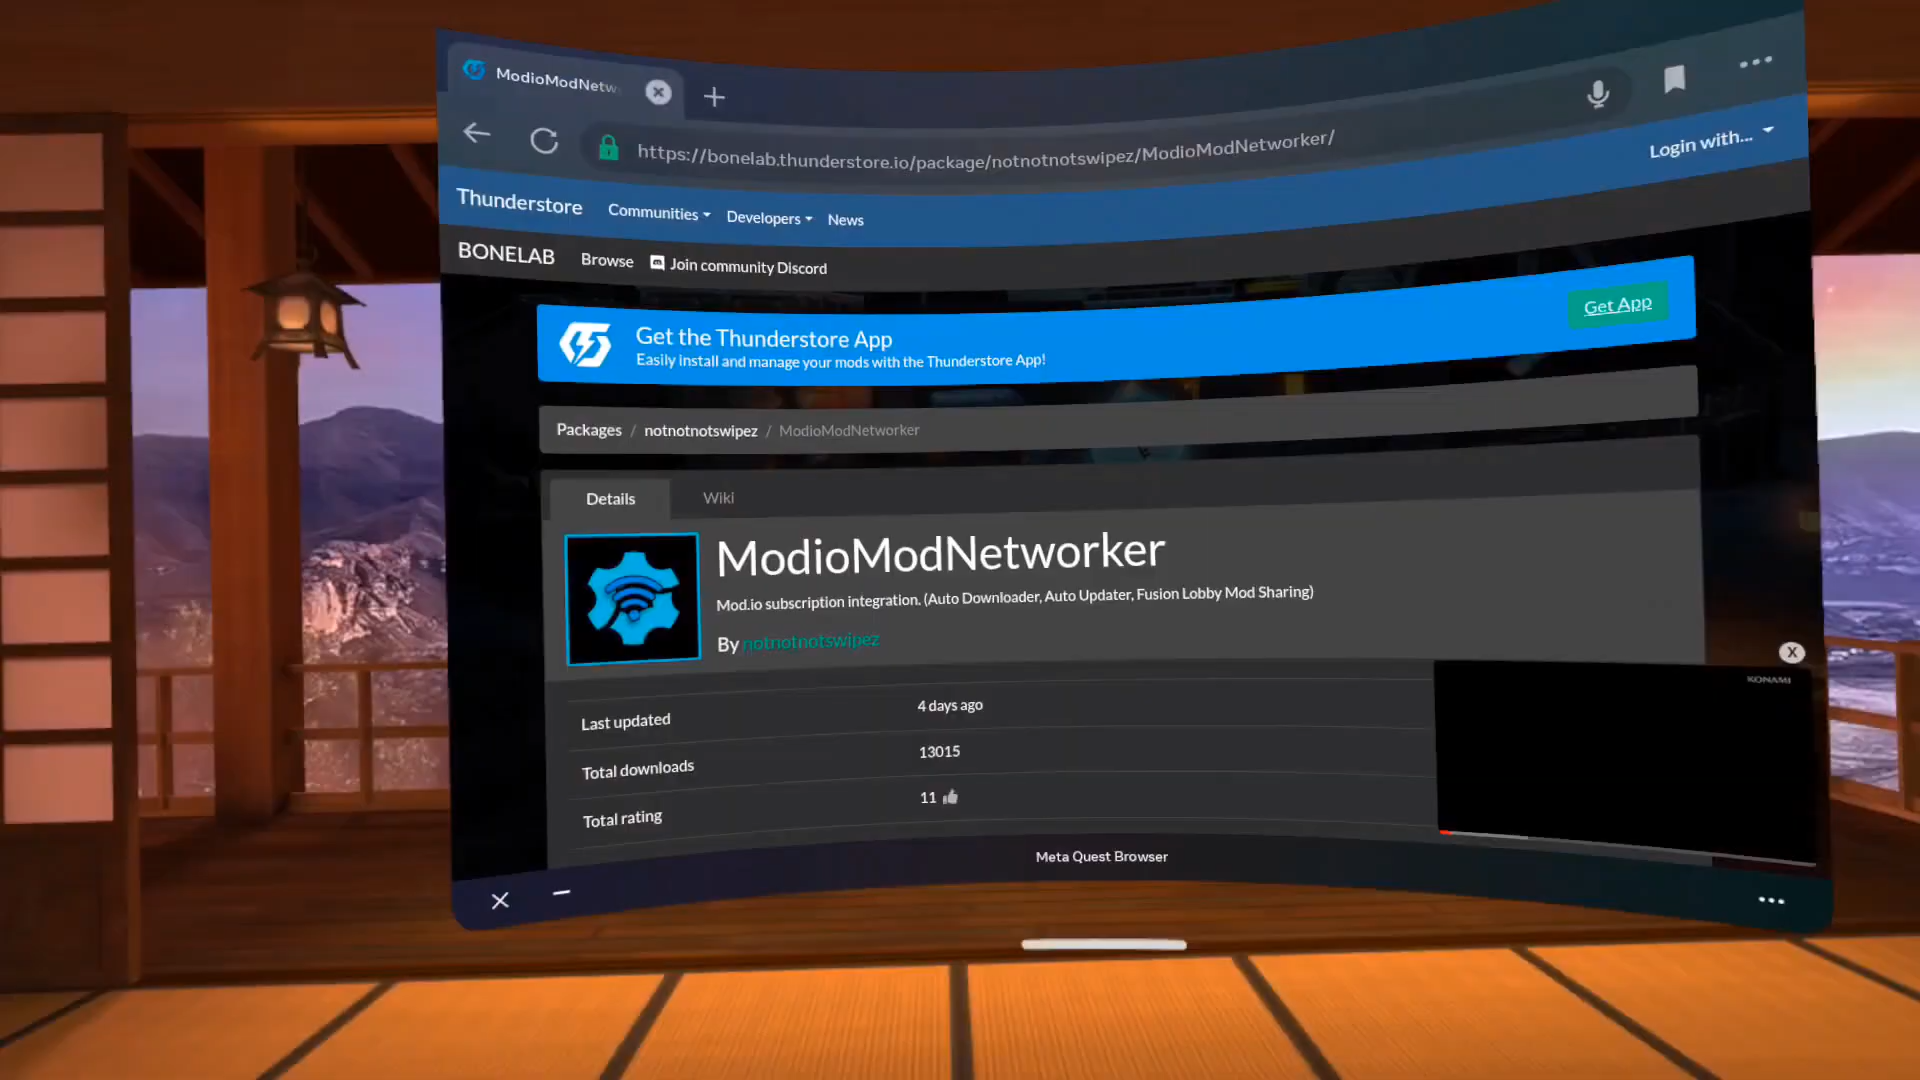 ModioModNetw
https://bonelab.thunderstore.io/package/notnotnotswipez/ModioModNetworker/
Thunderstore Communities Developers News Login with...
BONELAB Browse Join community Discord
Get the Thunderstore App
Easily install and manage your mods with the Thunderstore App!
Get App
Packages / notnotnotswipez / ModioModNetworker
Details Wiki
ModioModNetworker
Mod.io subscription integration. (Auto Downloader, Auto Updater, Fusion Lobby Mod Sharing)
By notnotnotswipez
Last updated 4 days ago
Total downloads 13015
Total rating 11
X
KONAMI
Meta Quest Browser